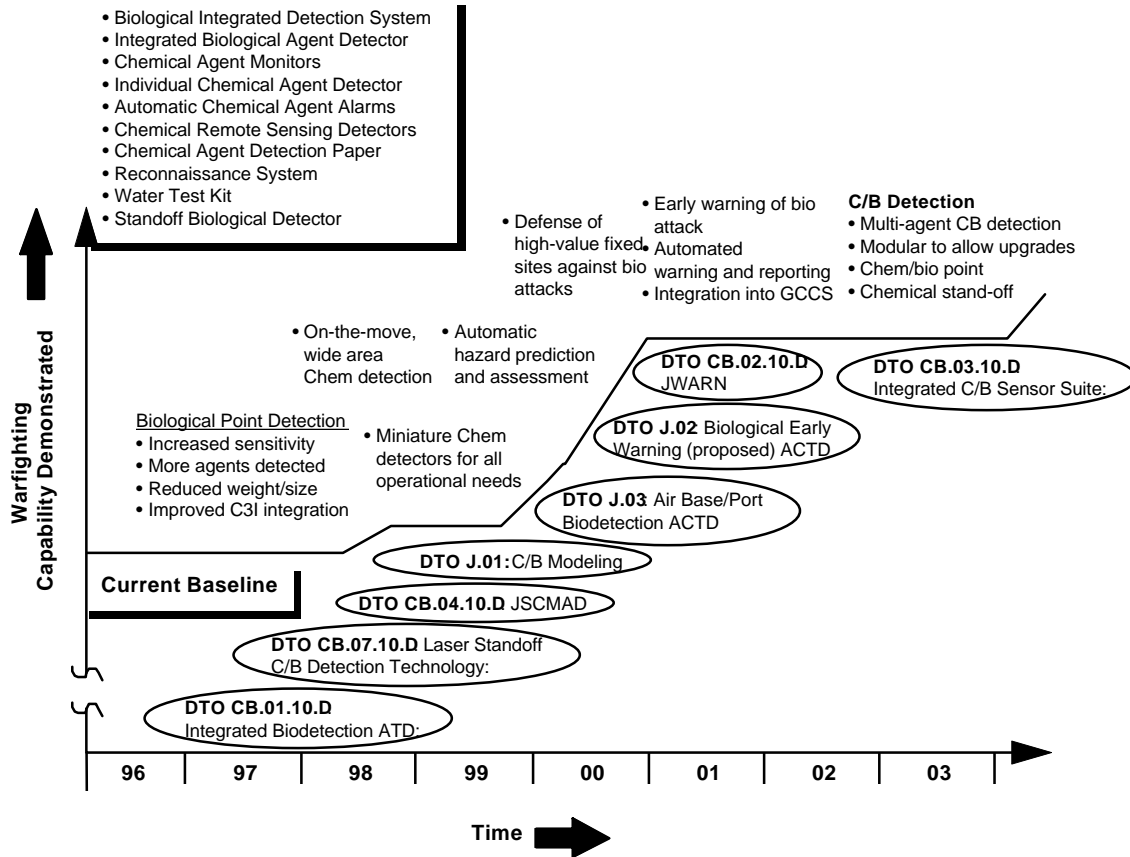 • Biological Integrated Detection System
• Integrated Biological Agent Detector
• Chemical Agent Monitors
• Individual Chemical Agent Detector
• Automatic Chemical Agent Alarms
• Chemical Remote Sensing Detectors
• Chemical Agent Detection Paper
• Reconnaissance System
• Water Test Kit
• Standoff Biological Detector
Warfighting
Capability Demonstrated
• Defense of
high-value fixed
sites against bio
attacks
• Early warning of bio
attack
• Automated
warning and reporting
• Integration into GCCS
C/B Detection
• Multi-agent CB detection
• Modular to allow upgrades
• Chem/bio point
• Chemical stand-off
• On-the-move,
wide area
Chem detection
• Automatic
hazard prediction
and assessment
Biological Point Detection
• Increased sensitivity
• More agents detected
• Reduced weight/size
• Improved C3I integration
• Miniature Chem
detectors for all
operational needs
DTO CB.02.10.D
JWARN
DTO CB.03.10.D
Integrated C/B Sensor Suite:
DTO J.02: Biological Early
Warning (proposed) ACTD
DTO J.03: Air Base/Port
Biodetection ACTD
DTO J.01: C/B Modeling
Current Baseline
DTO CB.04.10.D JSCMAD
DTO CB.07.10.D Laser Standoff
C/B Detection Technology:
DTO CB.01.10.D
Integrated Biodetection ATD:
96 97 98 99 00 01 02 03
Time